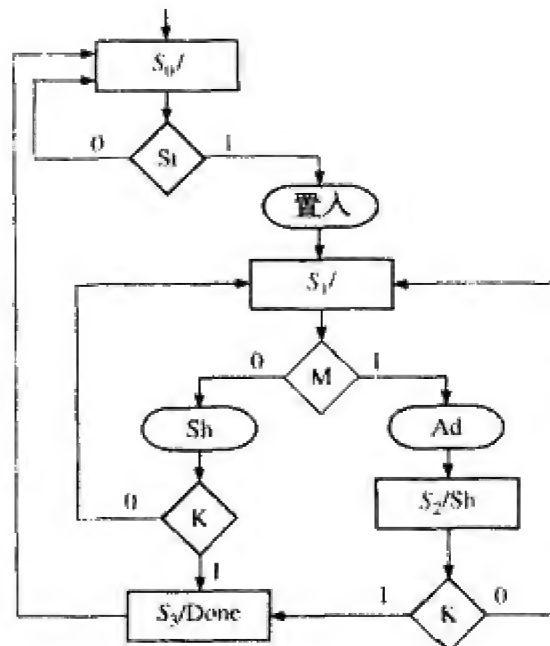 S₀/
0 St 1
置入
S₁/
0 M 1
Sh Ad
0 K S₂/Sh
1
S₃/Done 1 K 0